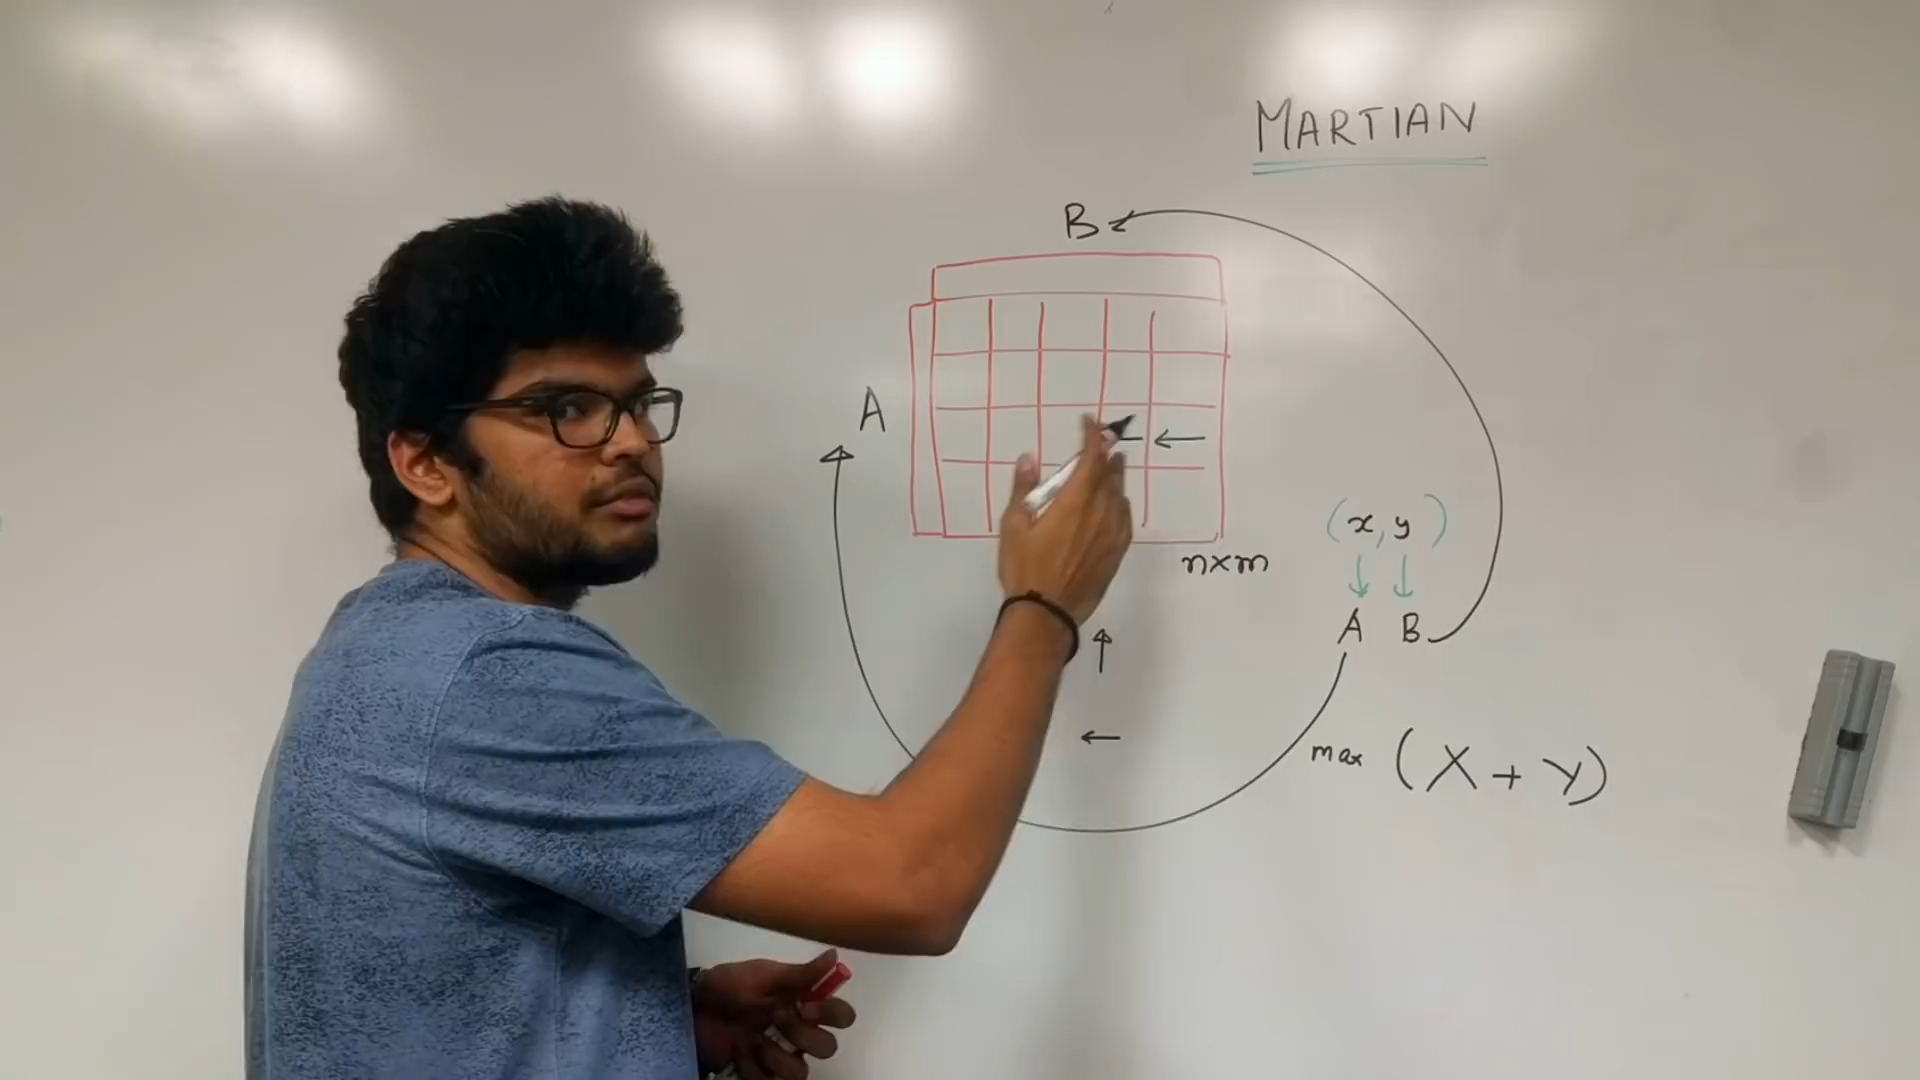 MARTIAN
B
A
n×m
(x, y)
A B
max (X + Y)